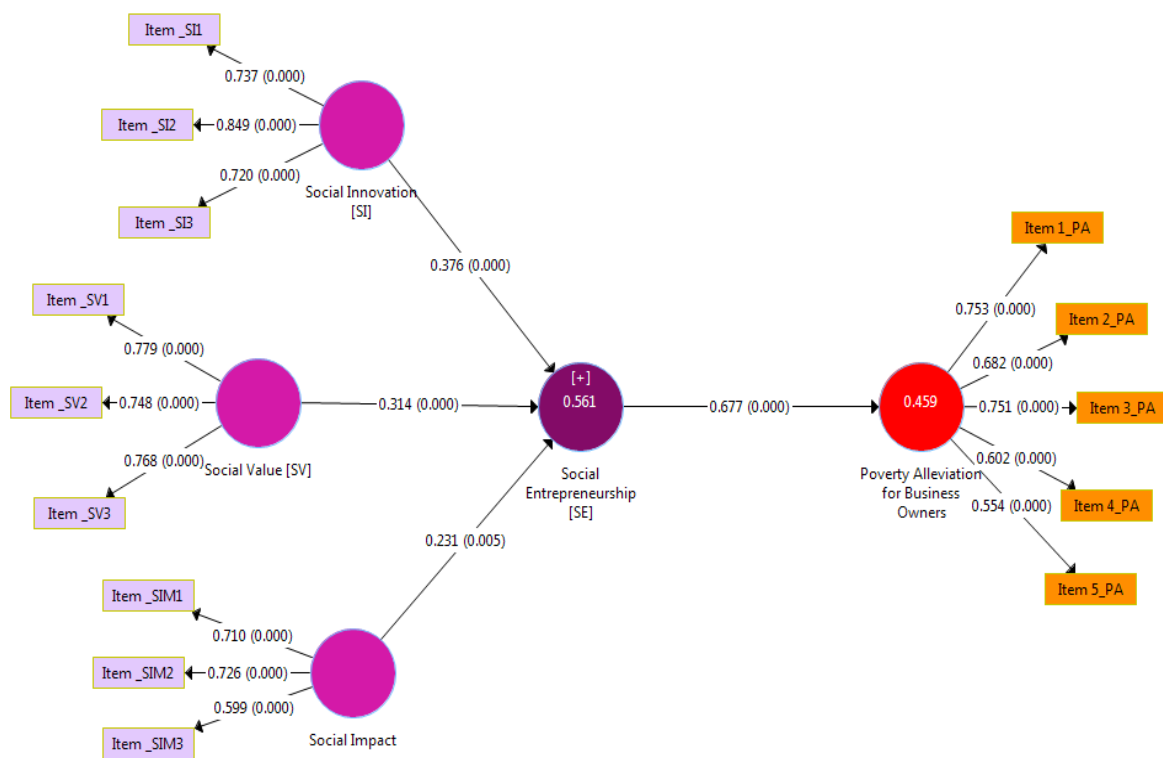 Item _SI1
0.737 (0.000)
Item _SI2
0.849 (0.000)
0.720 (0.000)
Item _SI3
Social Innovation
[SI]
0.376 (0.000)
Item _SV1
0.779 (0.000)
Item _SV2
0.748 (0.000)
0.768 (0.000)
Item _SV3
Social Value [SV]
0.314 (0.000)
[+]
0.561
Social
Entrepreneurship
[SE]
0.231 (0.005)
Item _SIM1
0.710 (0.000)
Item _SIM2
0.726 (0.000)
0.599 (0.000)
Item _SIM3
Social Impact
0.677 (0.000)
0.459
Poverty Alleviation
for Business
Owners
Item 1_PA
0.753 (0.000)
Item 2_PA
0.682 (0.000)
0.751 (0.000)
Item 3_PA
0.602 (0.000)
Item 4_PA
0.554 (0.000)
Item 5_PA